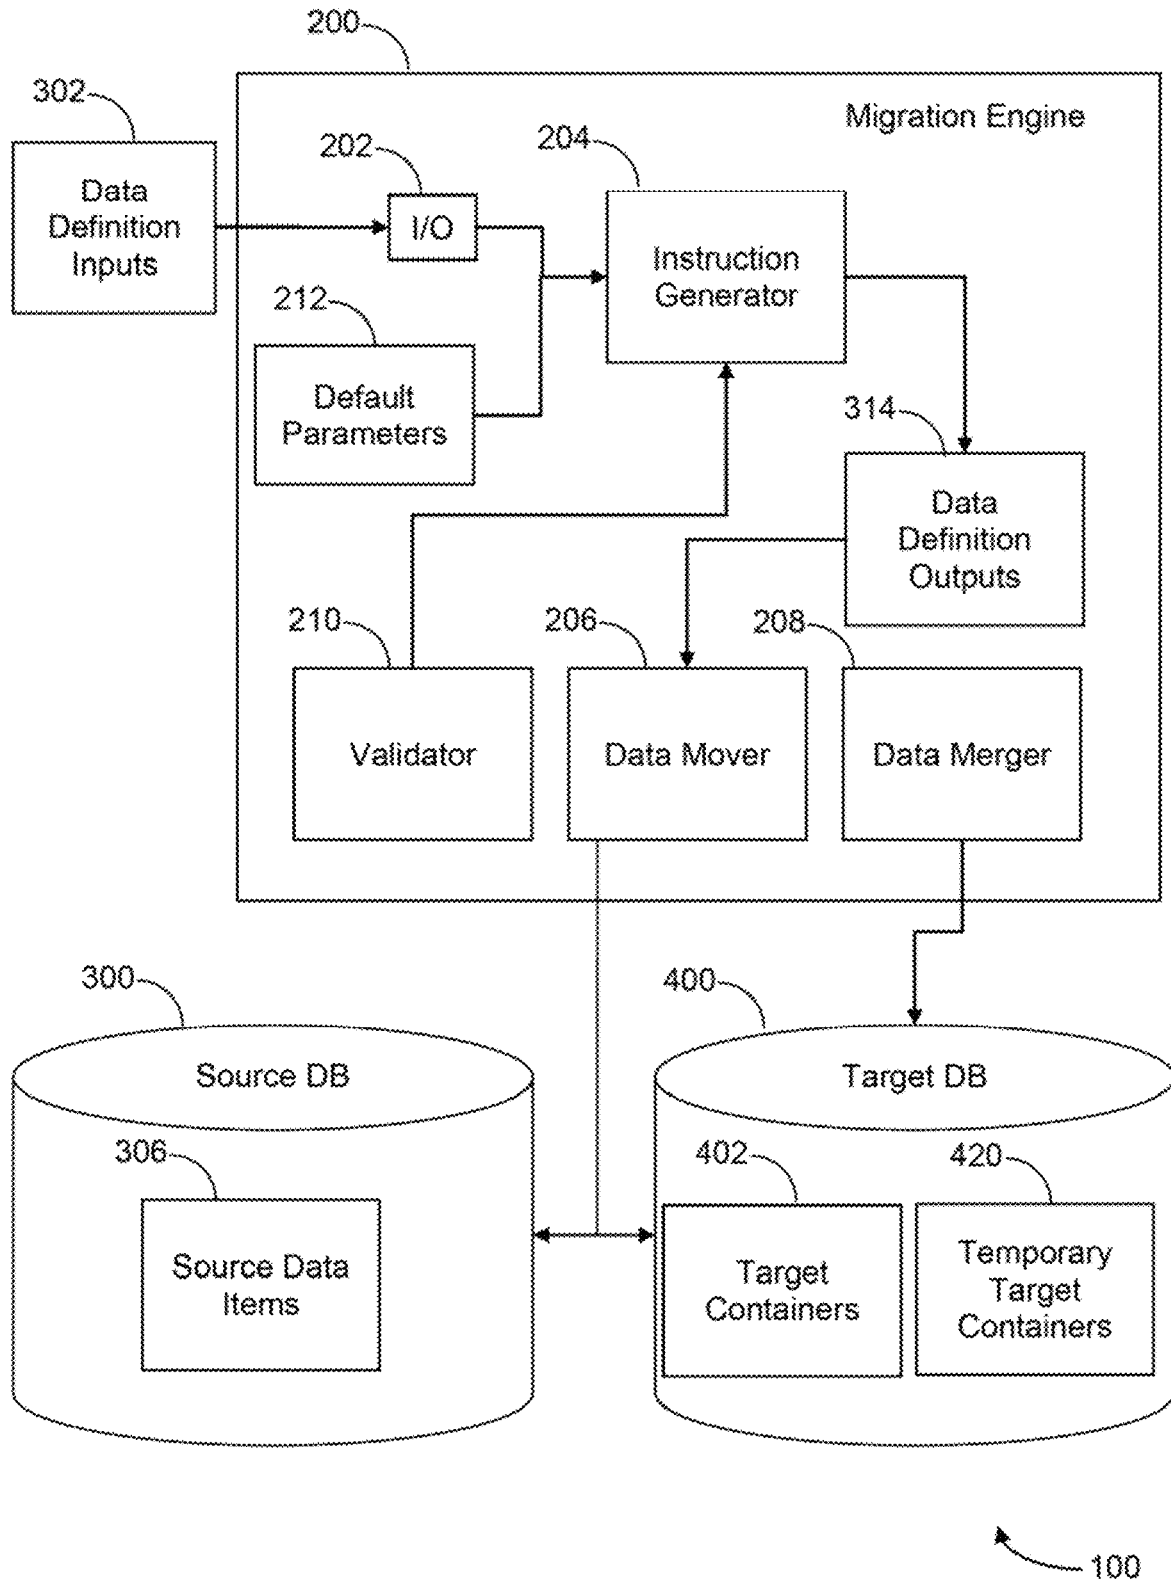 200
302
Migration Engine
202
204
Data
Definition
Inputs
I/O
Instruction
Generator
212
Default
Parameters
314
Data
Definition
Outputs
210
206
208
Validator
Data Mover
Data Merger
300
400
Source DB
Target DB
306
402
420
Source Data
Items
Target
Containers
Temporary
Target
Containers
100